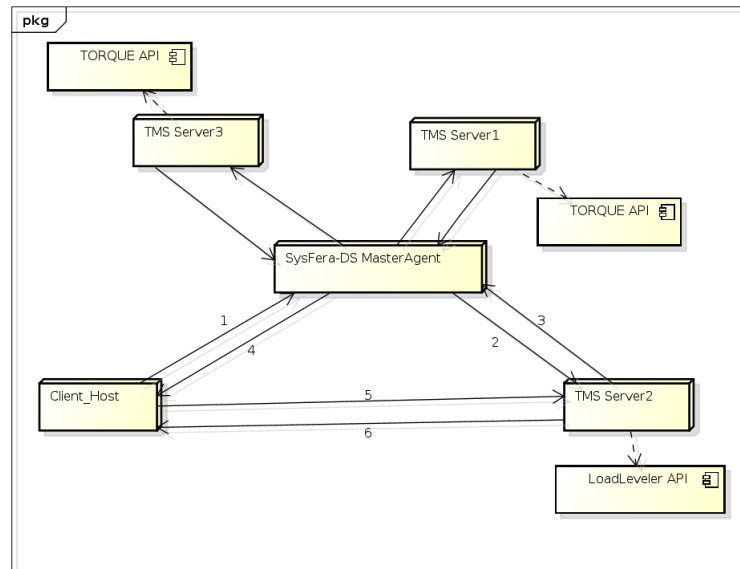 pkg
TORQUE API
TMS Server3
TMS Server1
TORQUE API
SysFera-DS MasterAgent
1
4
2
3
Client_Host
5
6
TMS Server2
LoadLeveler API